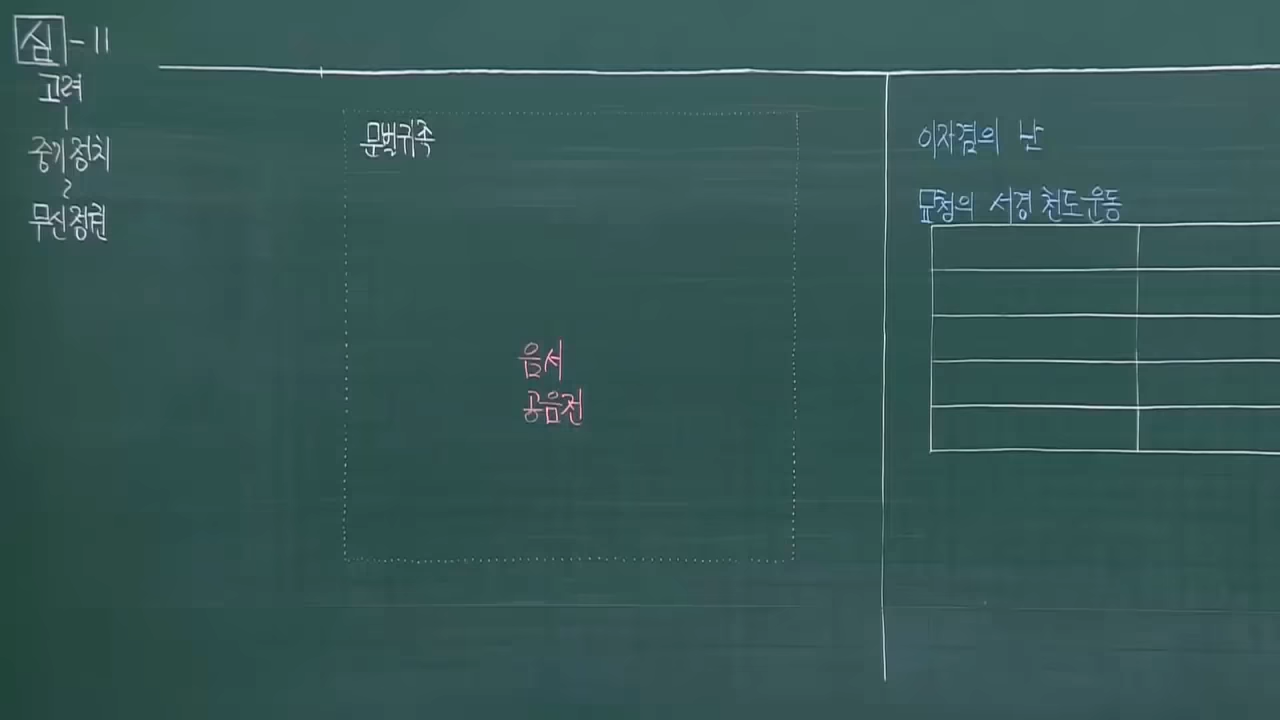 심-11
고려
중기정치
~
무신정권
문벌귀족
음서
공음전
이자겸의 난
묘청의 서경 천도운동